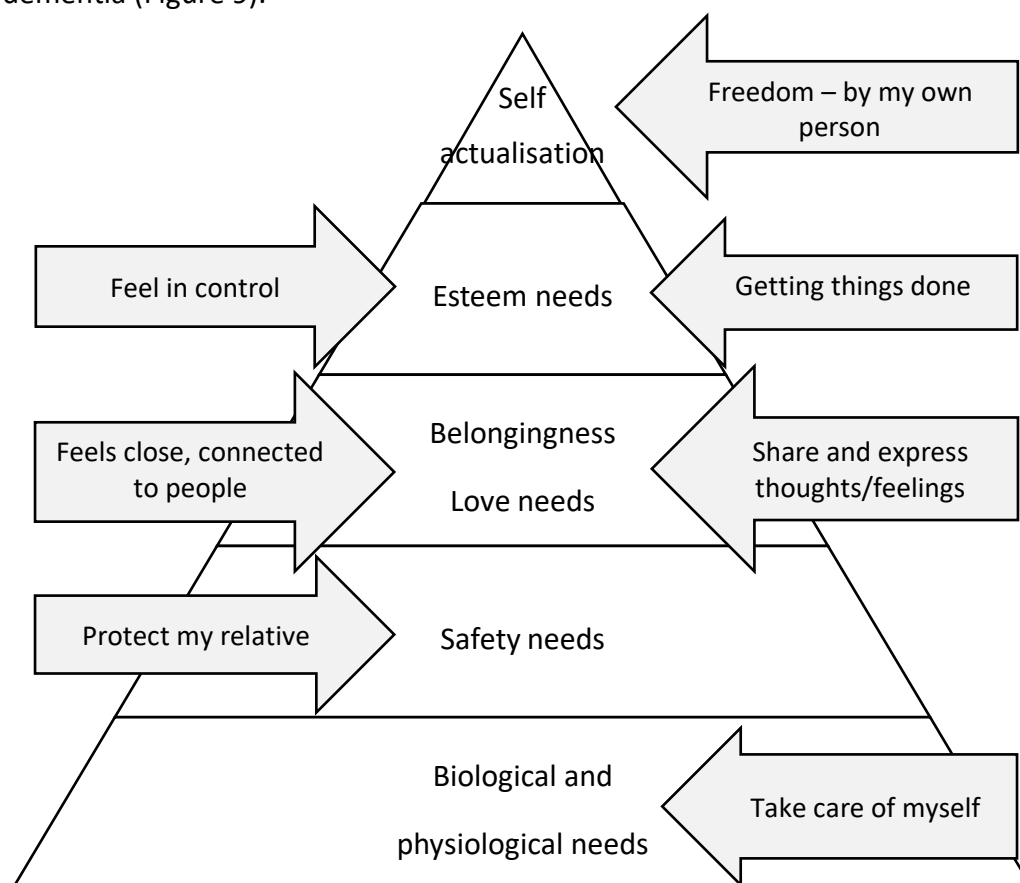 dementia (Figure 5).
Self
actualisation
Freedom – by my own
person
Feel in control
Esteem needs
Getting things done
Feels close, connected
to people
Belongingness
Love needs
Share and express
thoughts/feelings
Protect my relative
Safety needs
Biological and
physiological needs
Take care of myself